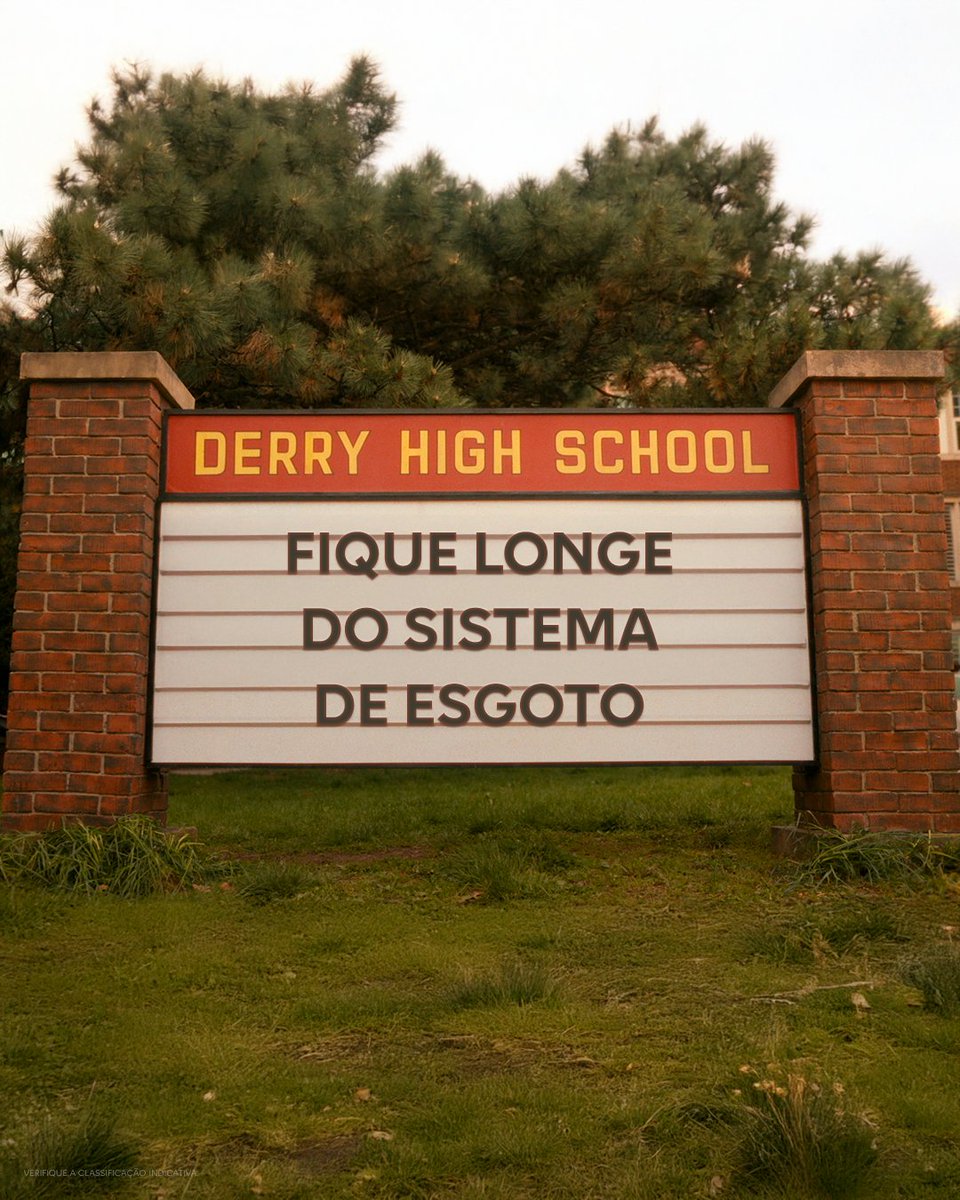 DERRY HIGH SCHOOL
FIQUE LONGE
DO SISTEMA
DE ESGOTO
VERIFIQUE A CLASSIFICAÇÃO INDICATIVA